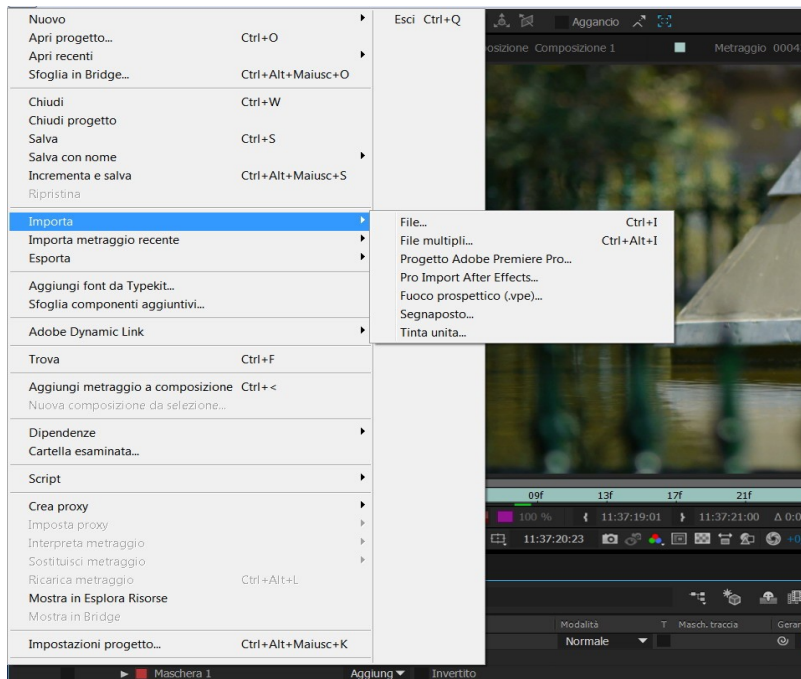 Nuovo
Esci Ctrl+Q
Aggancio
Apri progetto... Ctrl+O
Apri recenti
osizione Composizione 1
Metraggio 0004
Sfoglia in Bridge... Ctrl+Alt+Maiusc+O
Chiudi Ctrl+W
Chiudi progetto
Salva Ctrl+S
Salva con nome
Incrementa e salva Ctrl+Alt+Maiusc+S
Ripristina
Importa
File... Ctrl+I
Importa metraggio recente
File multipli... Ctrl+Alt+I
Esporta
Progetto Adobe Premiere Pro...
Pro Import After Effects...
Aggiungi font da Typekit...
Fuoco prospettico (.vpe)...
Sfoglia componenti aggiuntivi...
Segnaposto...
Adobe Dynamic Link
Tinta unita...
Trova Ctrl+F
Aggiungi metraggio a composizione Ctrl+<
Nuova composizione da selezione...
Dipendenze
Cartella esaminata...
Script
09f 13f 17f 21f
Crea proxy
100 % { 11:37:19:01 } 11:37:21:00 Δ 0:0
Imposta proxy
Interpreta metraggio
11:37:20:23 +0
Sostituisci metraggio
Ricarica metraggio Ctrl+Alt+L
Mostra in Esplora Risorse
Mostra in Bridge
Modalità T Masch. traccia Gerar
Impostazioni progetto... Ctrl+Alt+Maiusc+K
Normale
Maschera 1 Aggiung Invertito